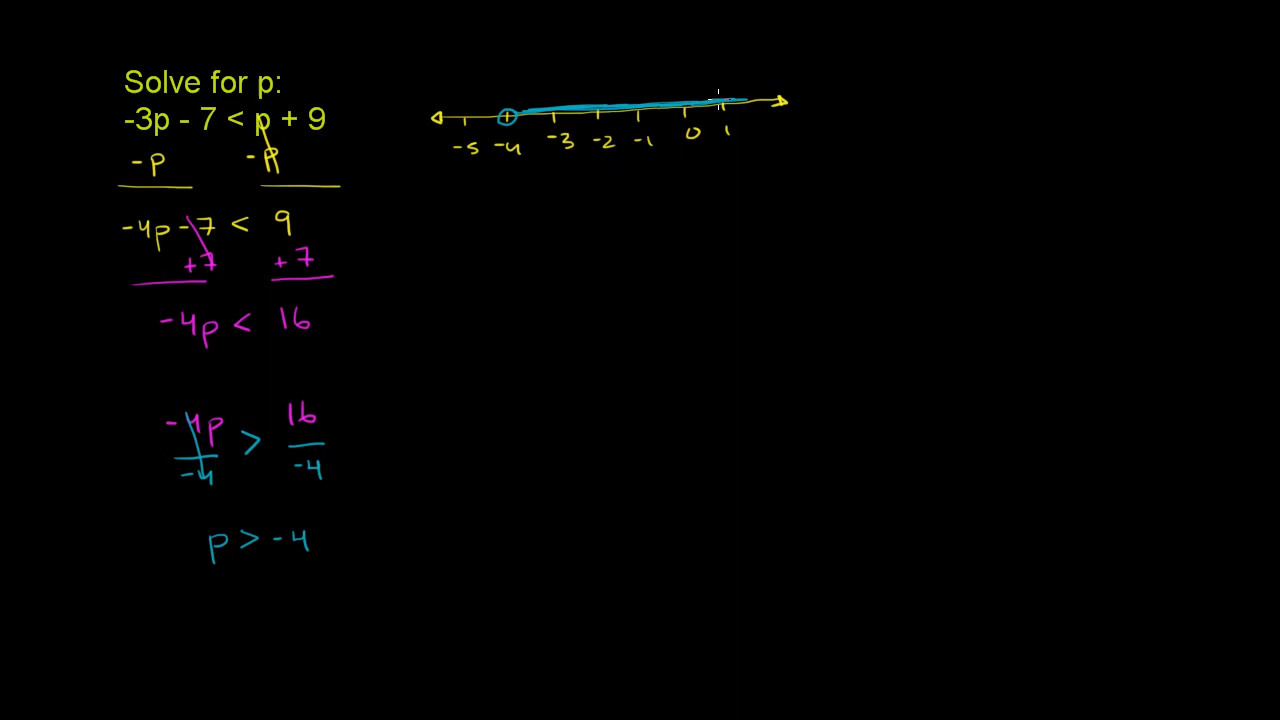 Solve for p:
-3p - 7 < p + 9
-p -p
-4p - 7 < 9
+7 +7
-4p < 16
-4p > 16
-4 -4
p > -4
-5 -4 -3 -2 -1 0 1